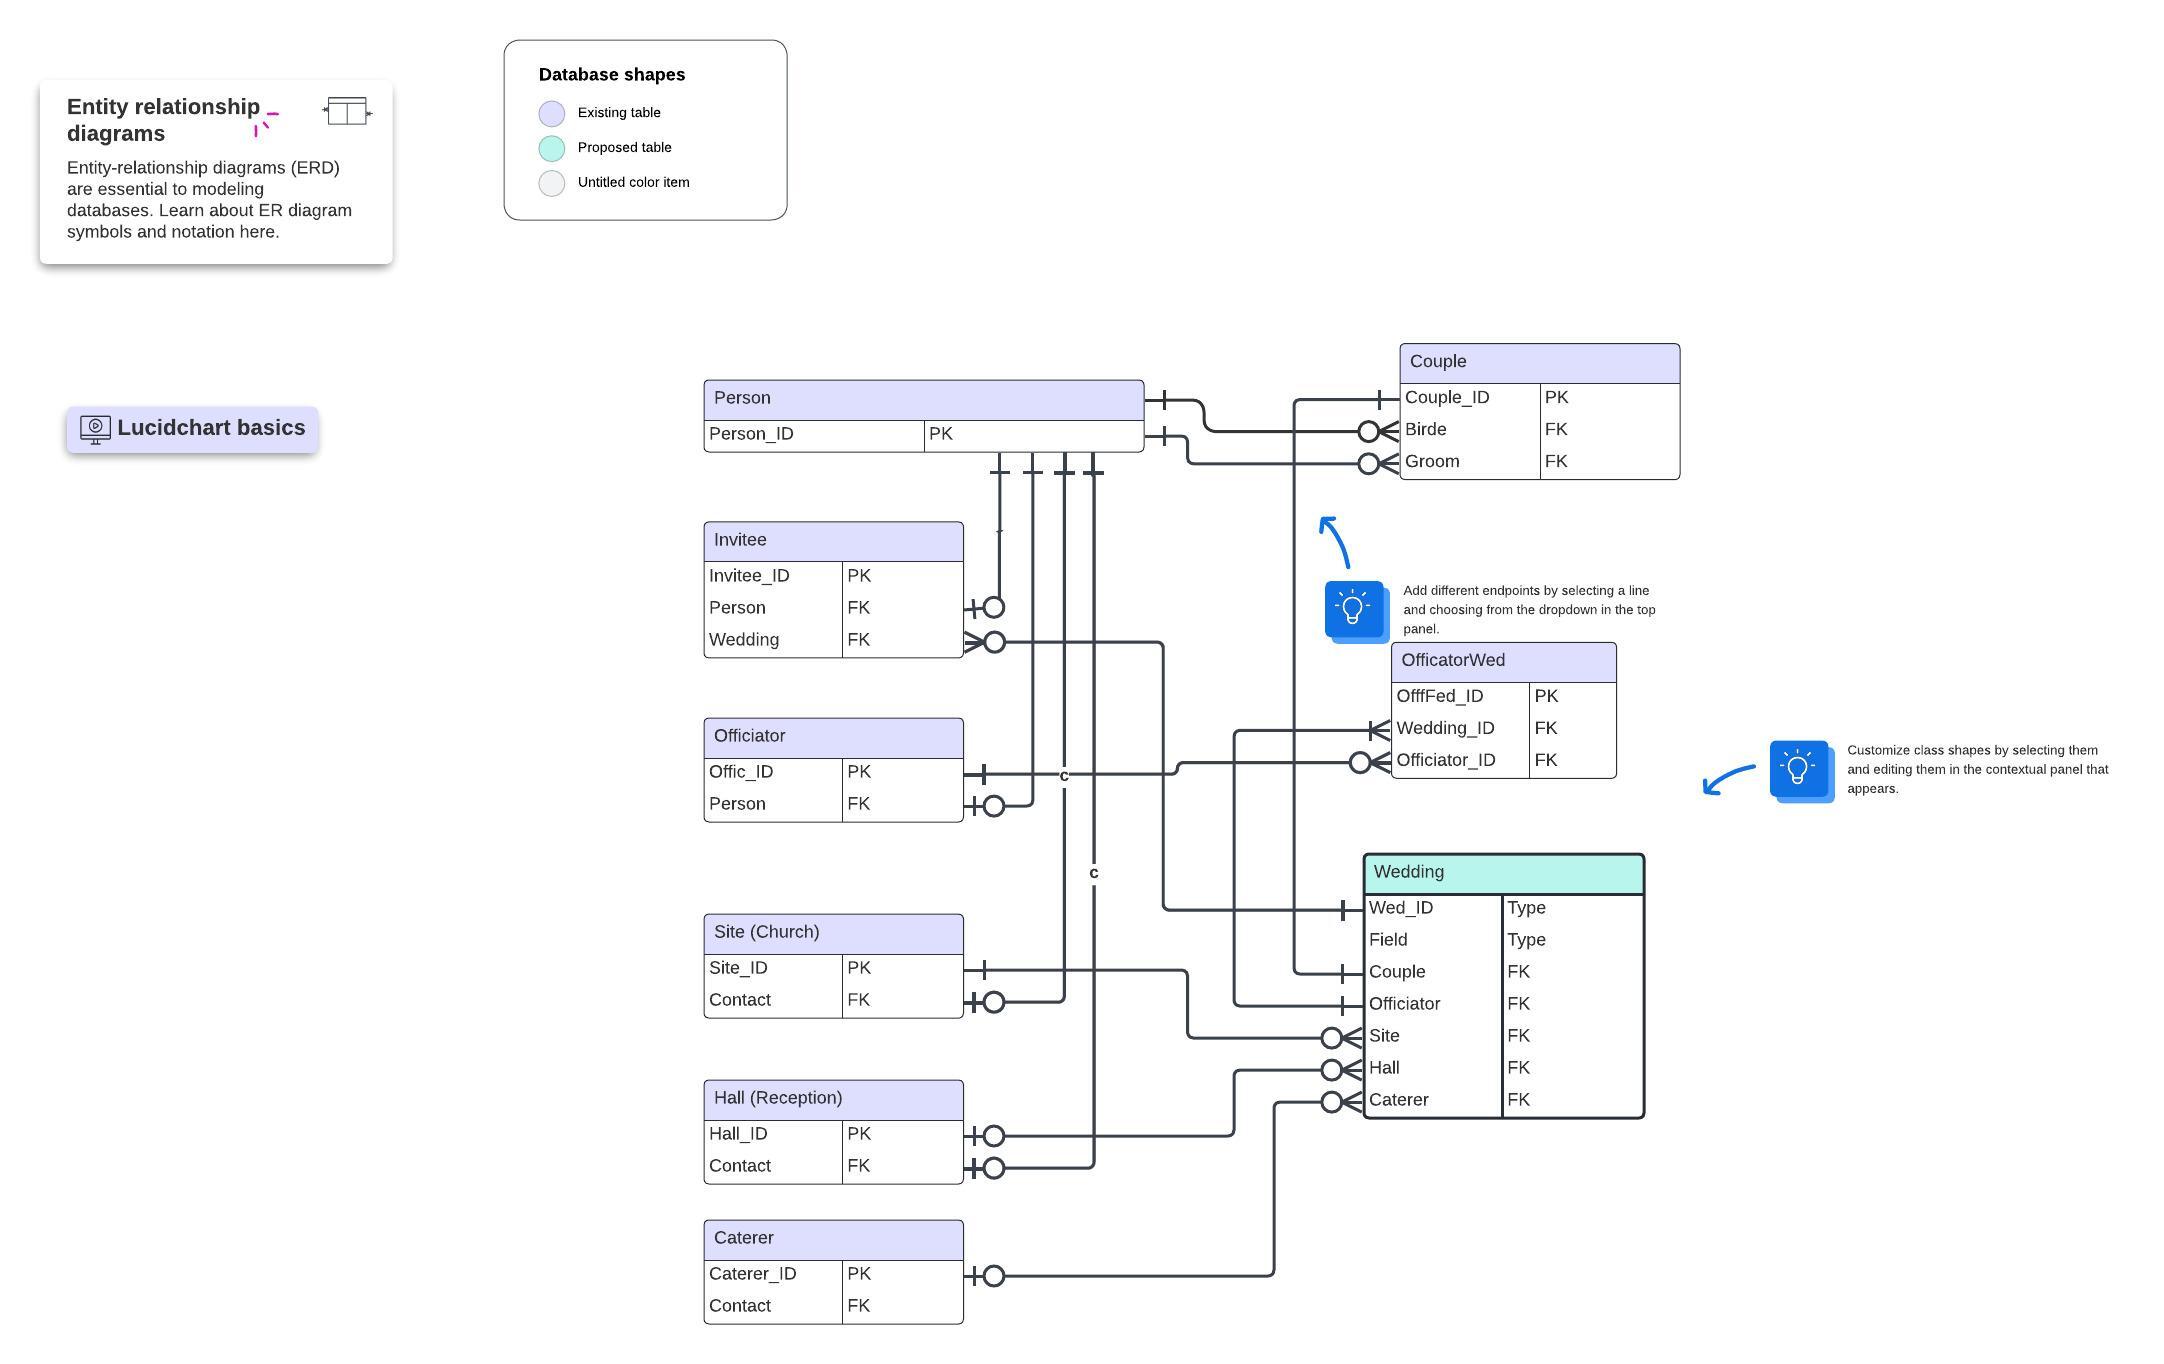 Database shapes
Existing table
Proposed table
Untitled color item
Entity relationship
diagrams
Entity-relationship diagrams (ERD)
are essential to modeling
databases. Learn about ER diagram
symbols and notation here.
Lucidchart basics
Person
Person_ID PK
Couple
Couple_ID PK
Birde FK
Groom FK
Invitee
Invitee_ID PK
Person FK
Wedding FK
Add different endpoints by selecting a line
and choosing from the dropdown in the top
panel.
OfficatorWed
OfffFed_ID PK
Wedding_ID FK
Officiator_ID FK
Officiator
Offic_ID PK
Person FK
c
Customize class shapes by selecting them
and editing them in the contextual panel that
appears.
c
Wedding
Wed_ID Type
Field Type
Couple FK
Officiator FK
Site FK
Hall FK
Caterer FK
Site (Church)
Site_ID PK
Contact FK
Hall (Reception)
Hall_ID PK
Contact FK
Caterer
Caterer_ID PK
Contact FK